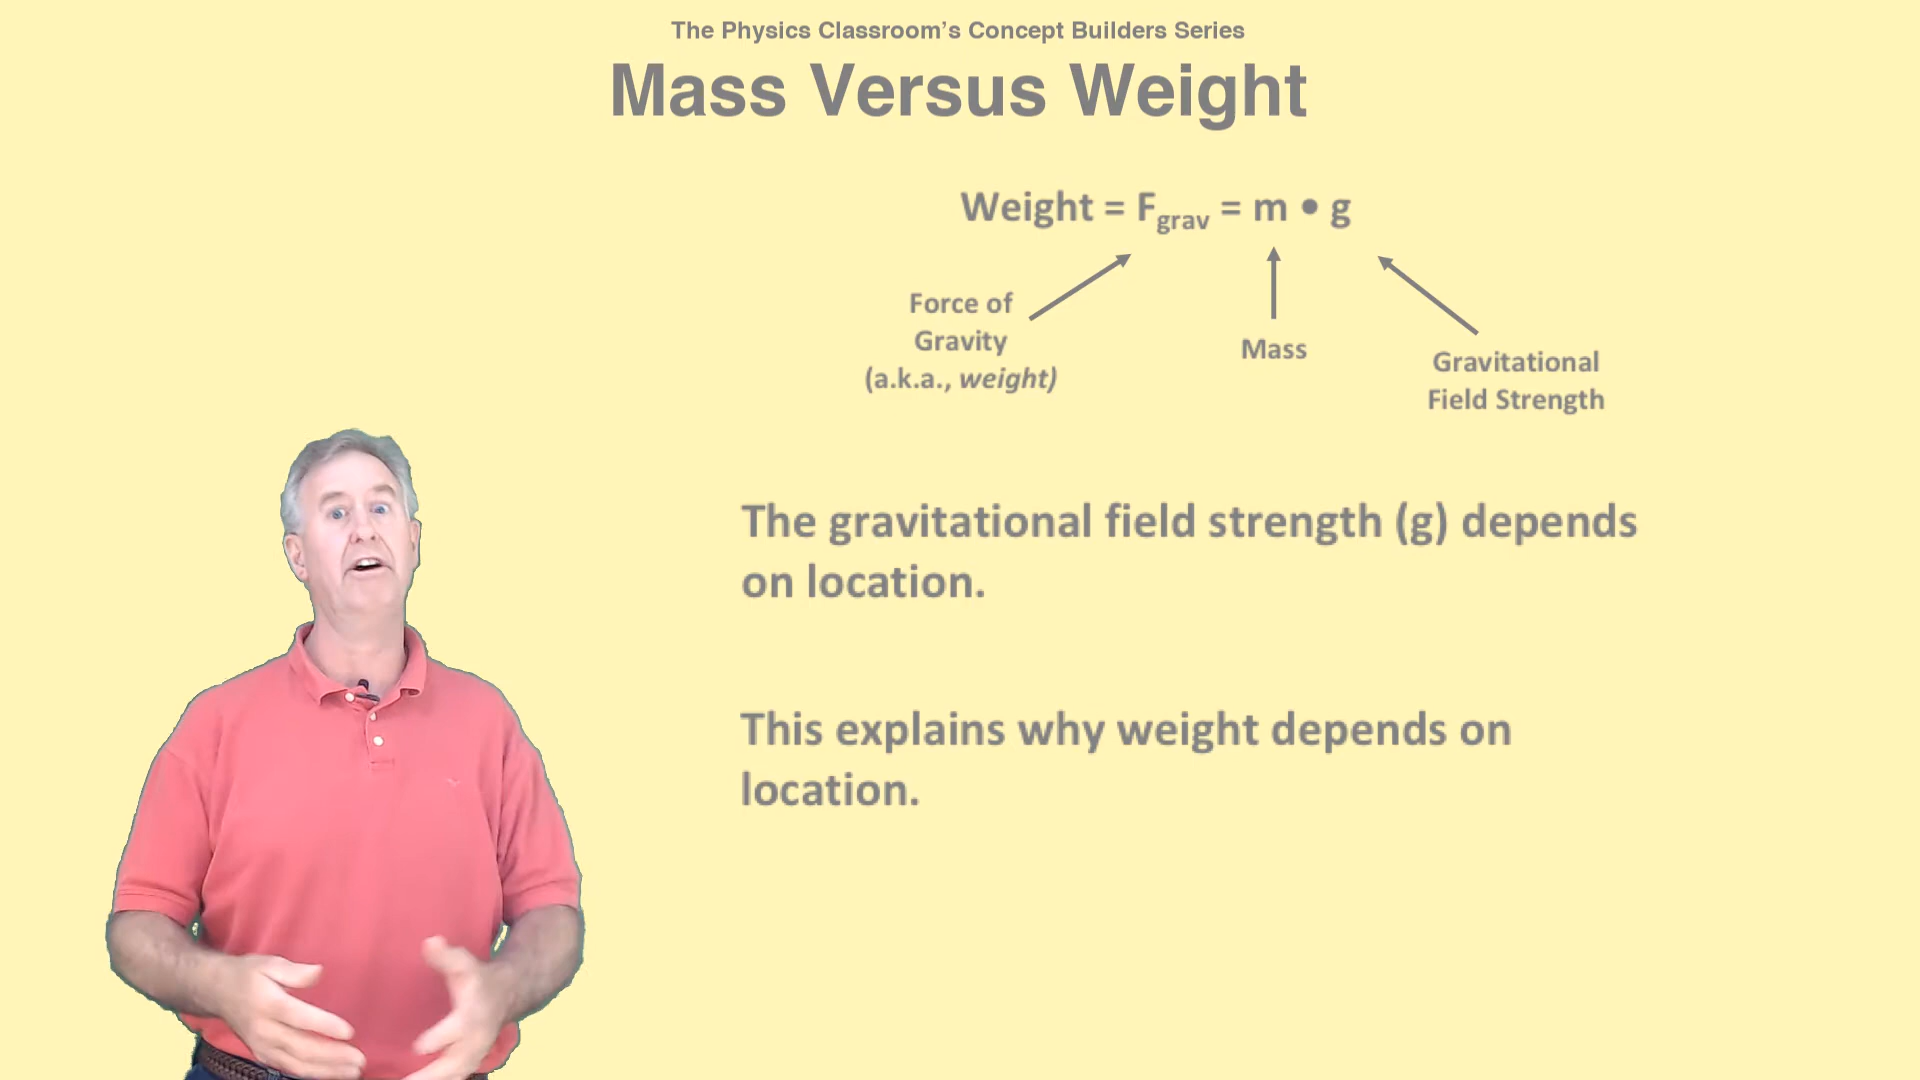 The Physics Classroom’s Concept Builders Series
Mass Versus Weight
Weight = Fgrav = m • g
Force of
Gravity
(a.k.a., weight)
Mass
Gravitational
Field Strength
The gravitational field strength (g) depends
on location.
This explains why weight depends on
location.